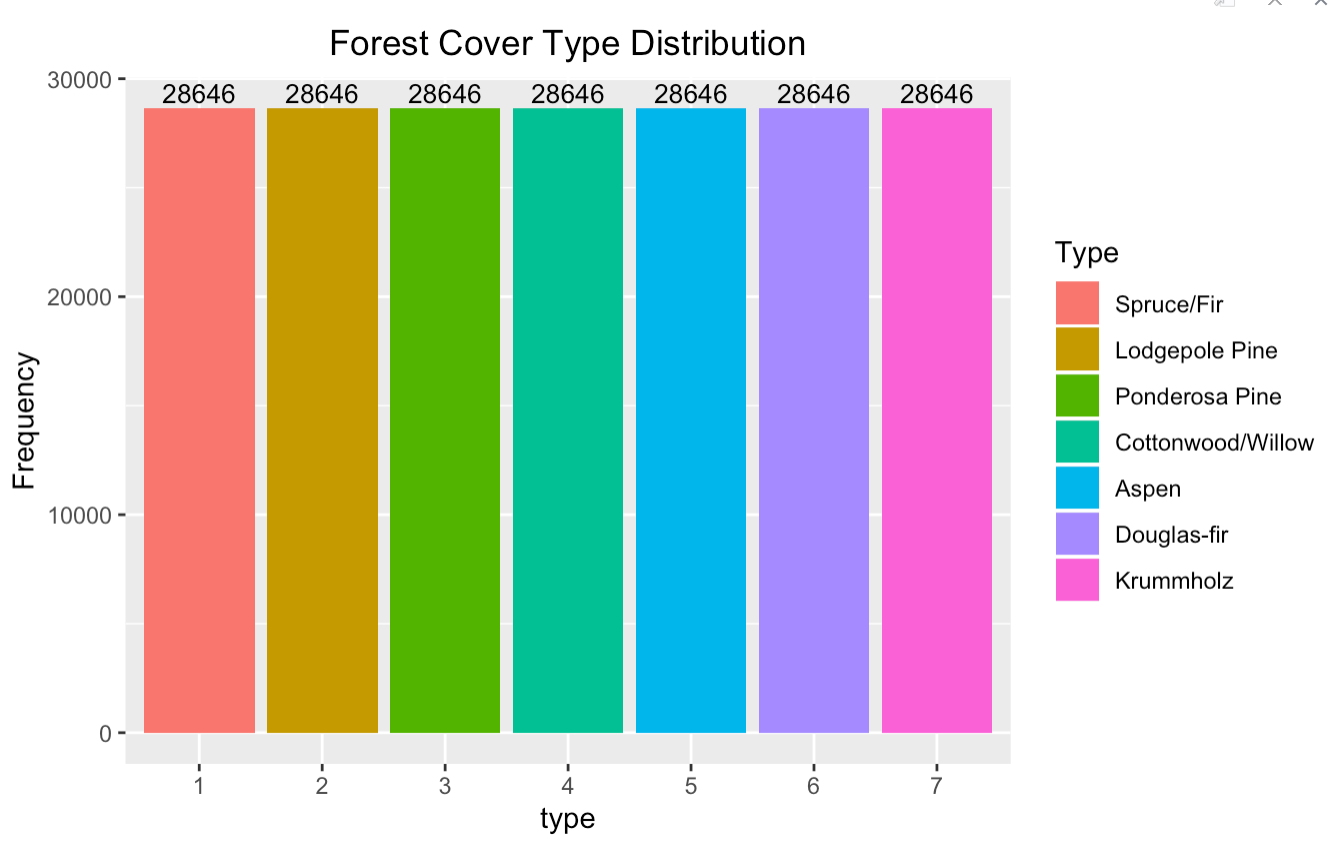 Forest Cover Type Distribution
30000
28646 28646 28646 28646 28646 28646 28646
20000
10000
0
Frequency
1 2 3 4 5 6 7
type
Type
Spruce/Fir
Lodgepole Pine
Ponderosa Pine
Cottonwood/Willow
Aspen
Douglas-fir
Krummholz